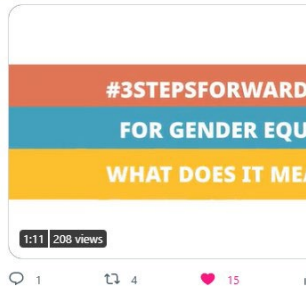 #3STEPSFORWARD
FOR GENDER EQU
WHAT DOES IT MEA
1:11 208 views
1 4 15